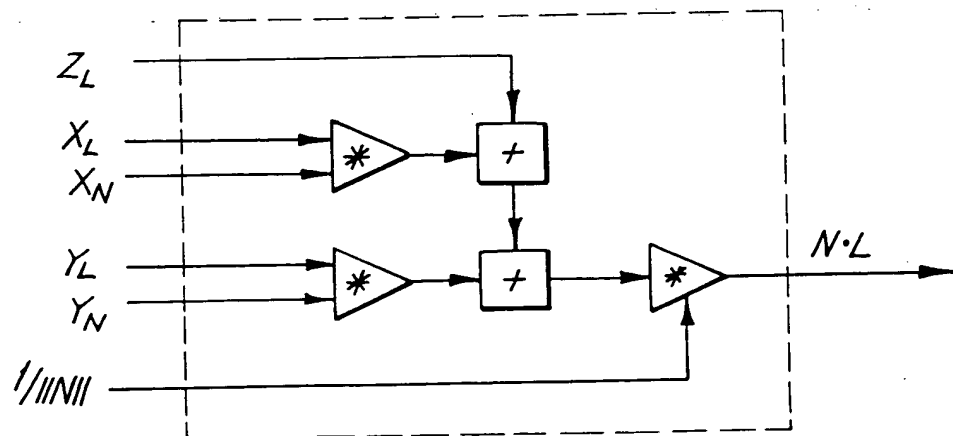 Z_L
X_L
X_N
*
+
Y_L
Y_N
*
+
*
N·L
1/||N||